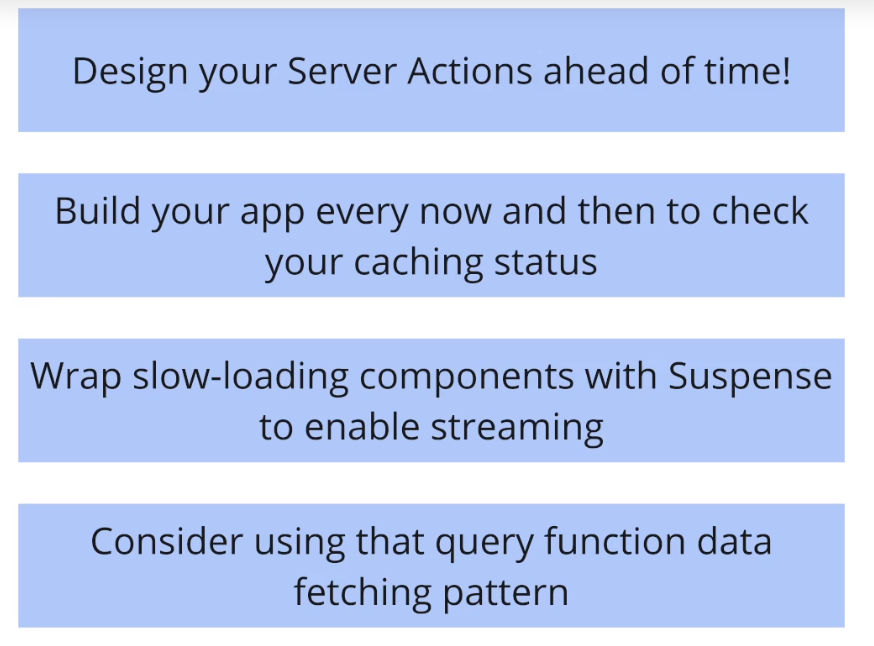 Design your Server Actions ahead of time!
Build your app every now and then to check
your caching status
Wrap slow-loading components with Suspense
to enable streaming
Consider using that query function data
fetching pattern